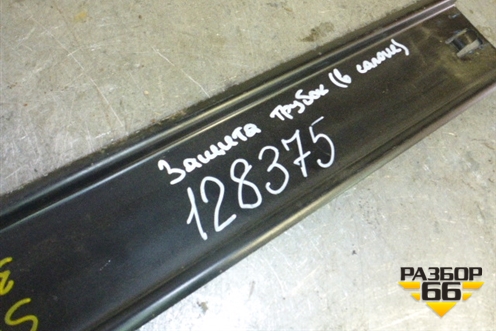 Защита трубок (в салоне)
128375
РАЗБОР
66